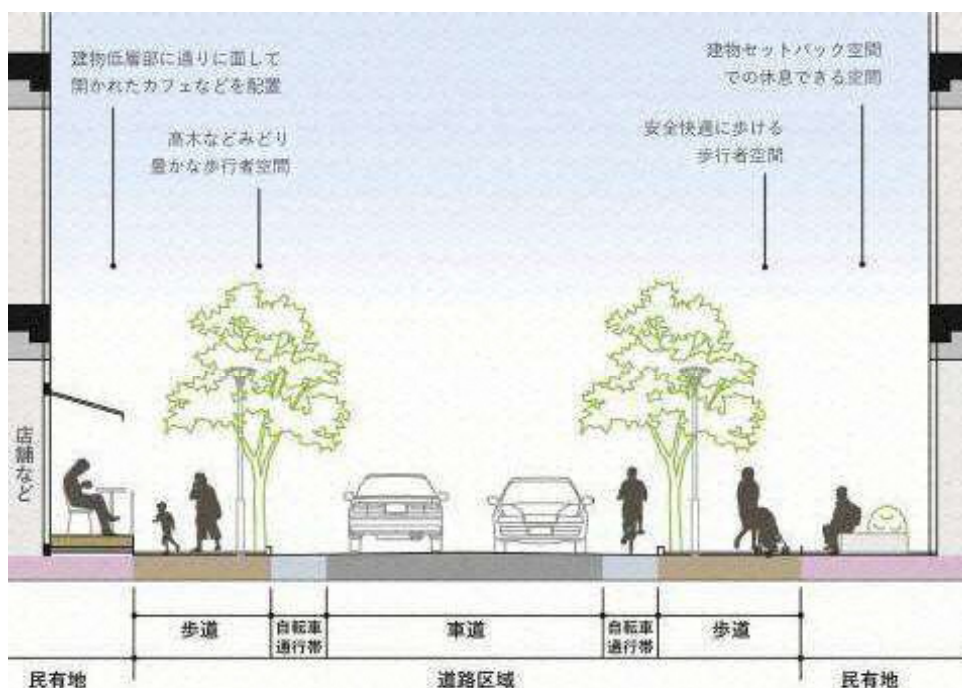 建物低層部に通りに面して
開かれたカフェなどを配置
高木などみどり
豊かな歩行者空間
建物セットバック空間
での休息できる空間
安全快適に歩ける
歩行者空間
店舗など
歩道
自転車
通行帯
車道
自転車
通行帯
歩道
民有地
道路区域
民有地